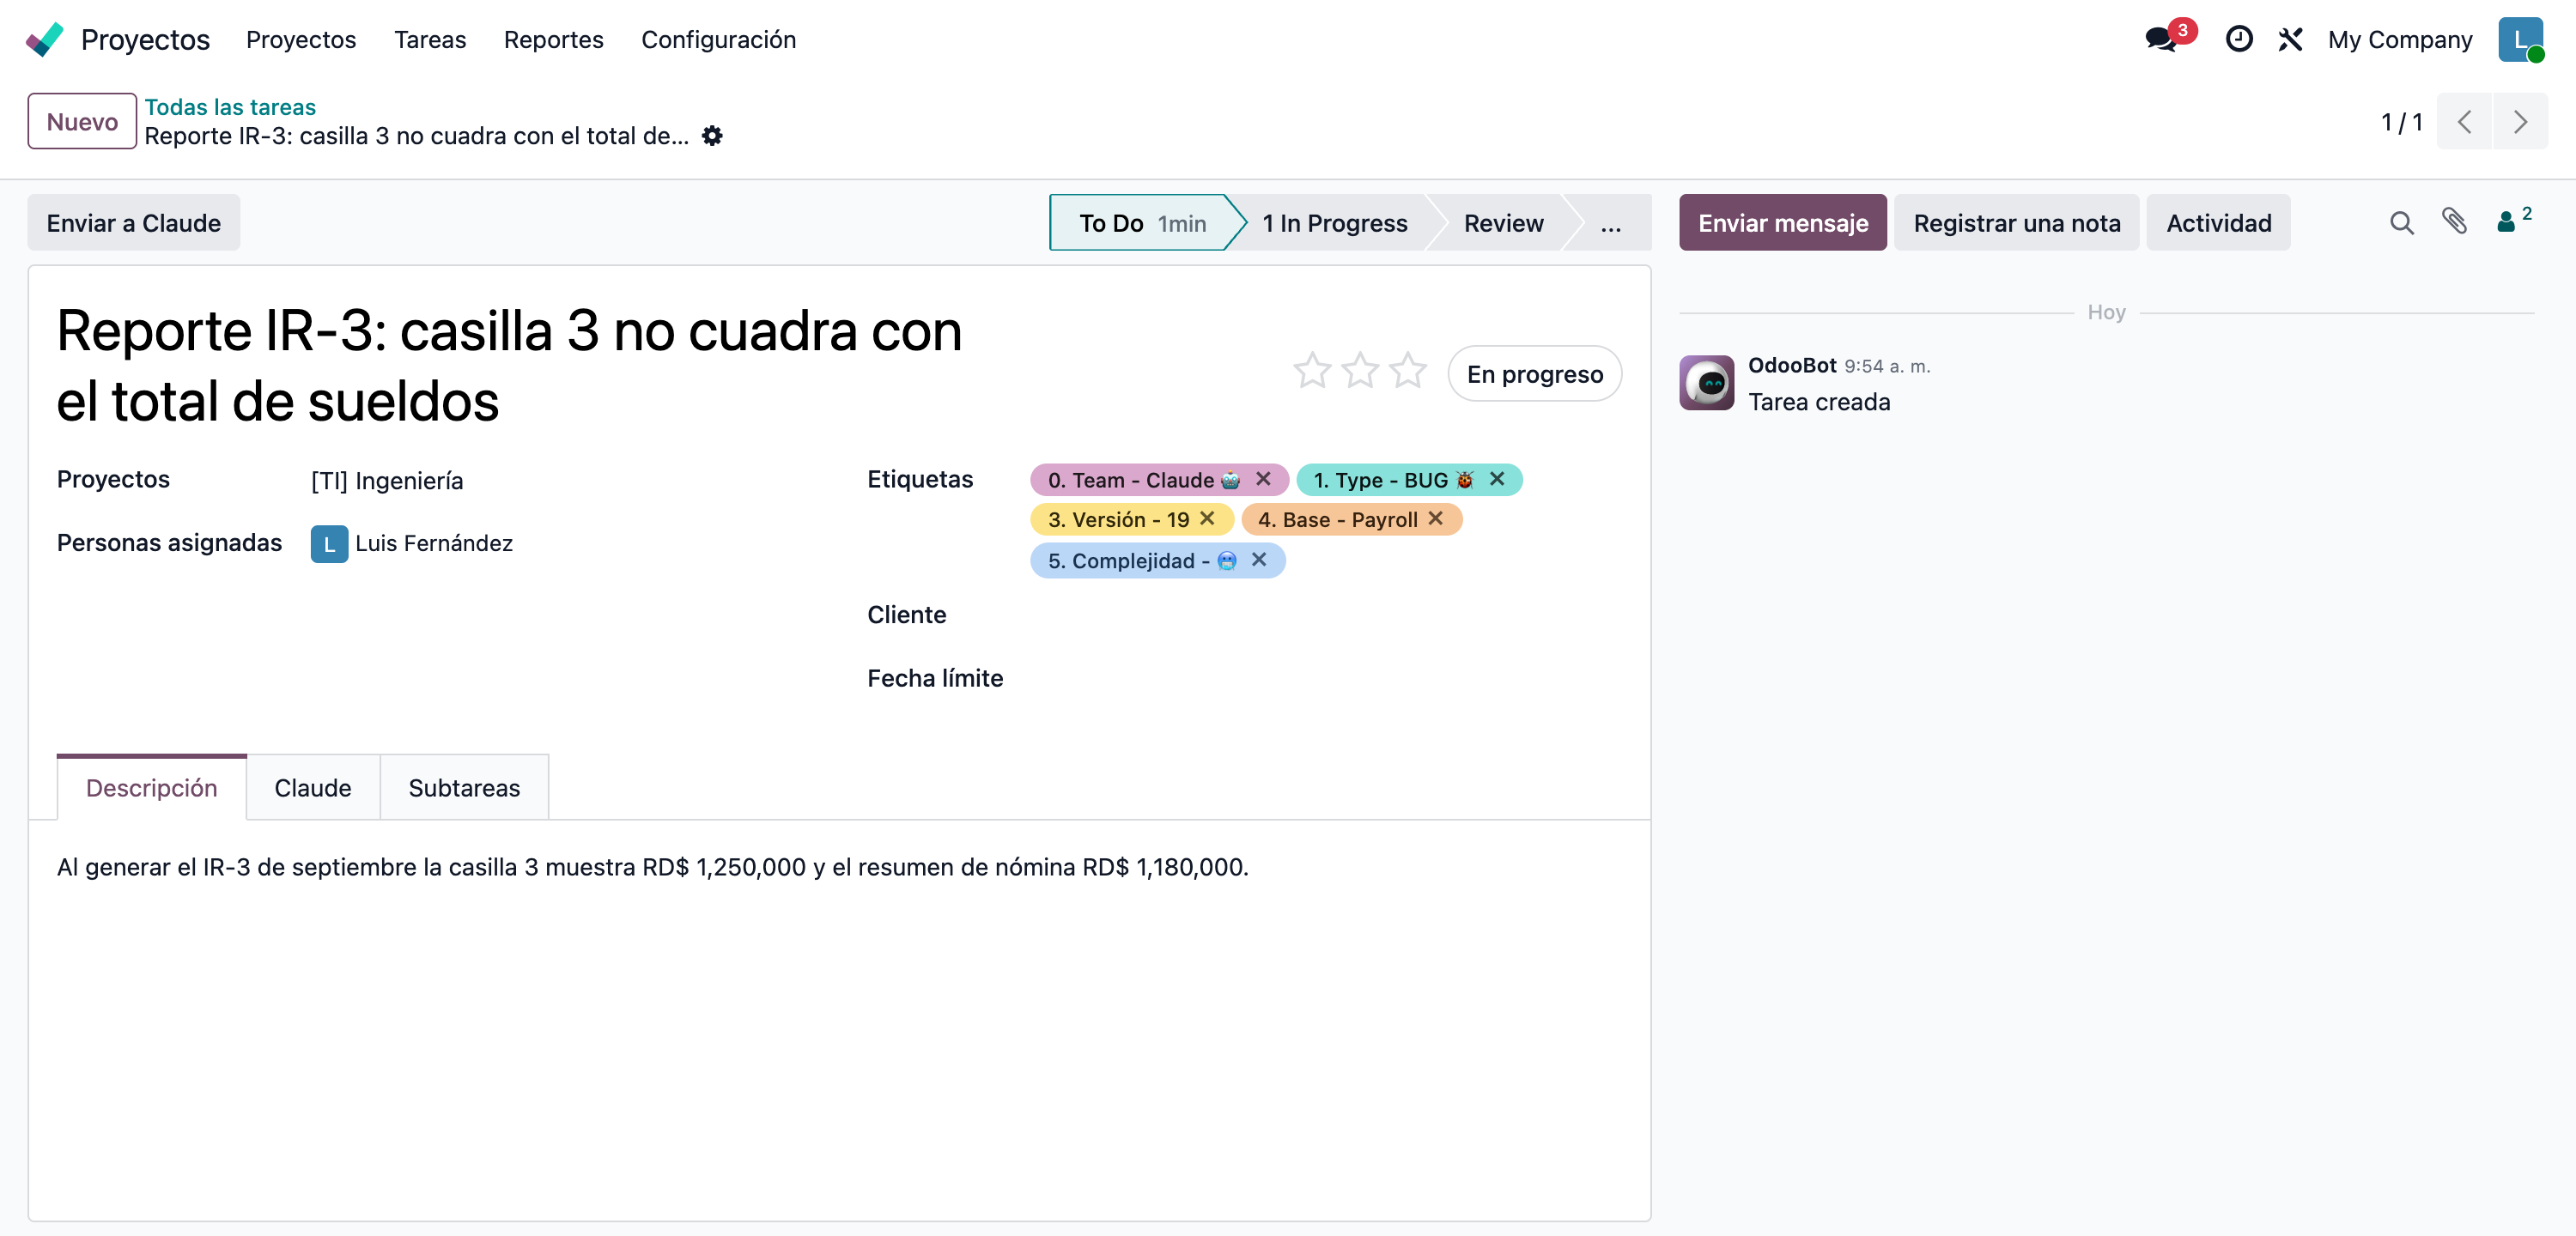 Proyectos Proyectos Tareas Reportes Configuración 3 My Company L
Nuevo Todas las tareas
Reporte IR-3: casilla 3 no cuadra con el total de... 1 / 1
Enviar a Claude To Do 1min 1 In Progress Review ... Enviar mensaje Registrar una nota Actividad 2
Reporte IR-3: casilla 3 no cuadra con
el total de sueldos
En progreso
Proyectos [TI] Ingeniería
Personas asignadas L Luis Fernández
Etiquetas 0. Team - Claude 🤖 × 1. Type - BUG 🐞 ×
3. Versión - 19 × 4. Base - Payroll ×
5. Complejidad - 🥶 ×
Cliente
Fecha límite
Descripción Claude Subtareas
Al generar el IR-3 de septiembre la casilla 3 muestra RD$ 1,250,000 y el resumen de nómina RD$ 1,180,000.
Hoy
OdooBot 9:54 a. m.
Tarea creada